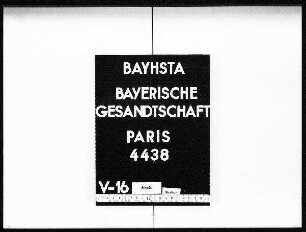 BAYHSTA
BAYERISCHE
GESANDTSCHAFT
PARIS
4438
V-16